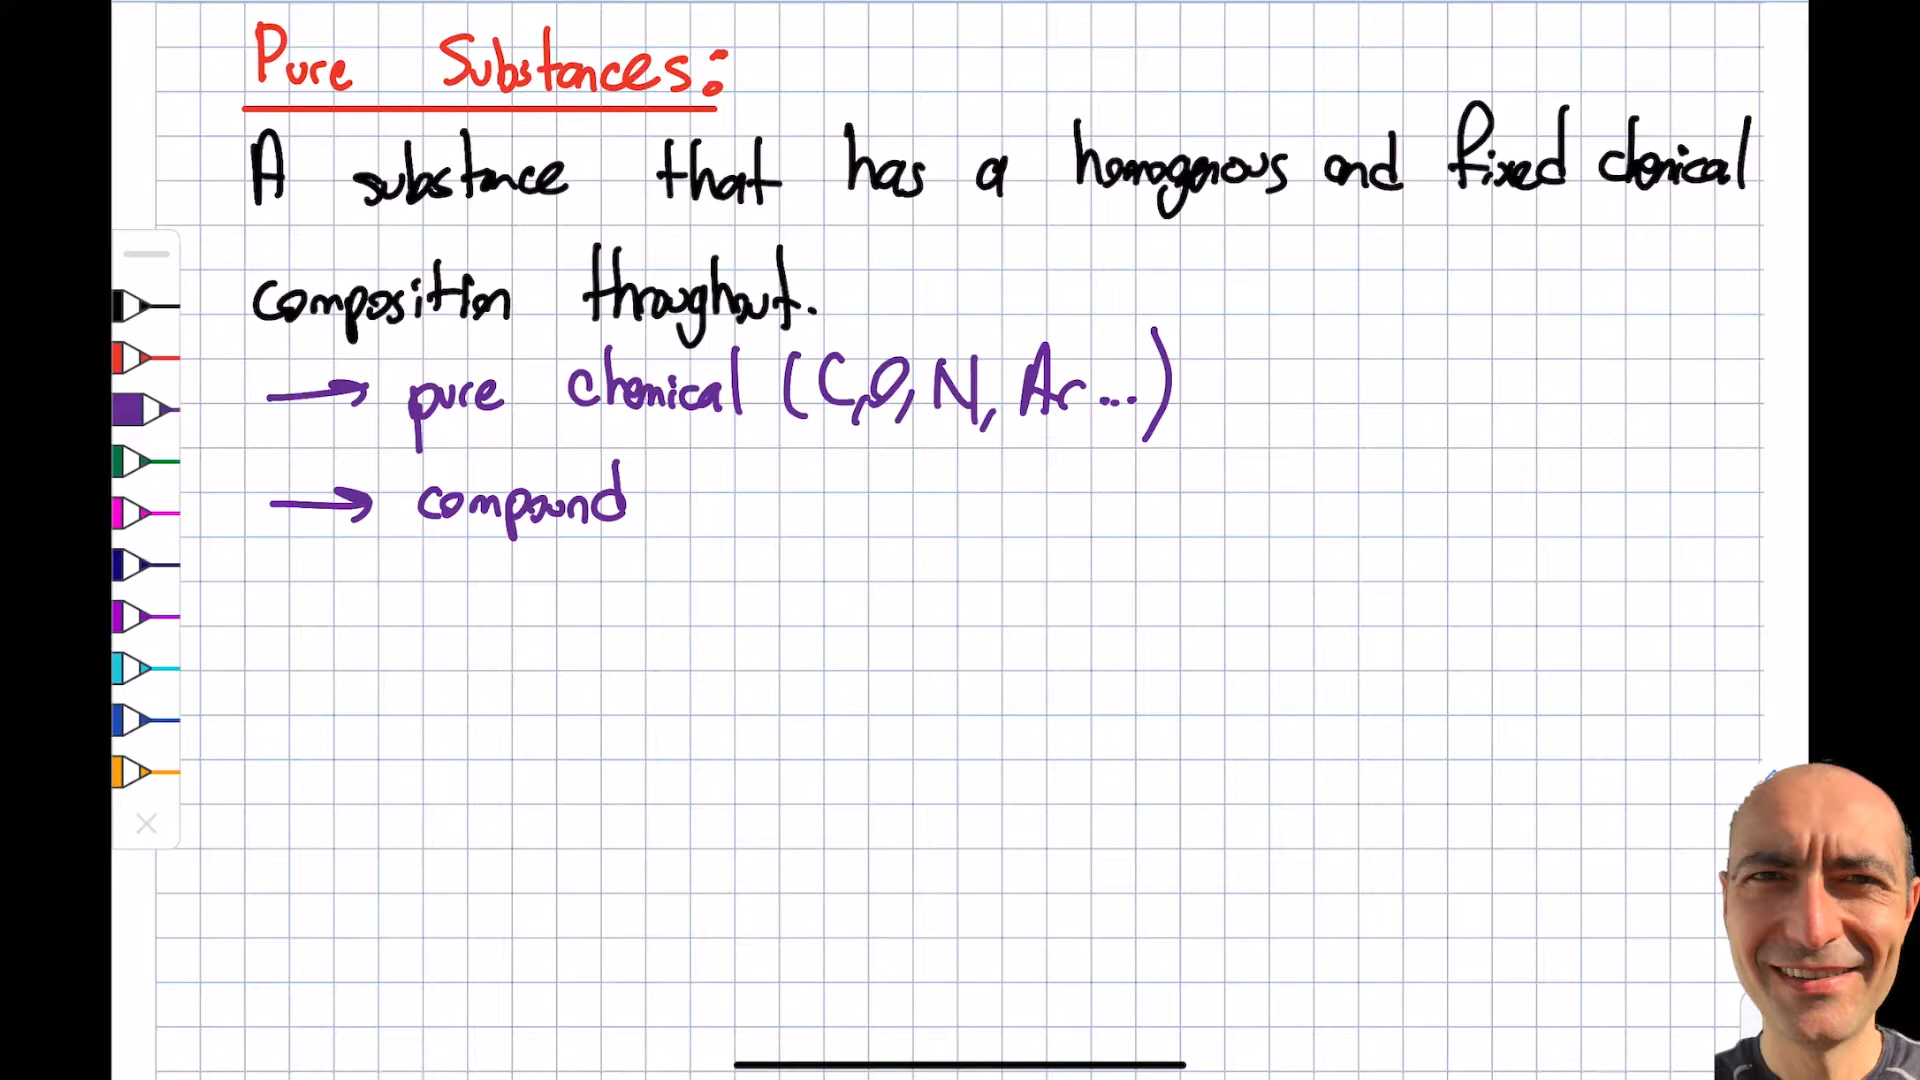 Pure Substances:
A substance that has a homogenous and fixed chemical
composition throughout.
→ pure chemical (C, O, N, Ar ...)
→ compound